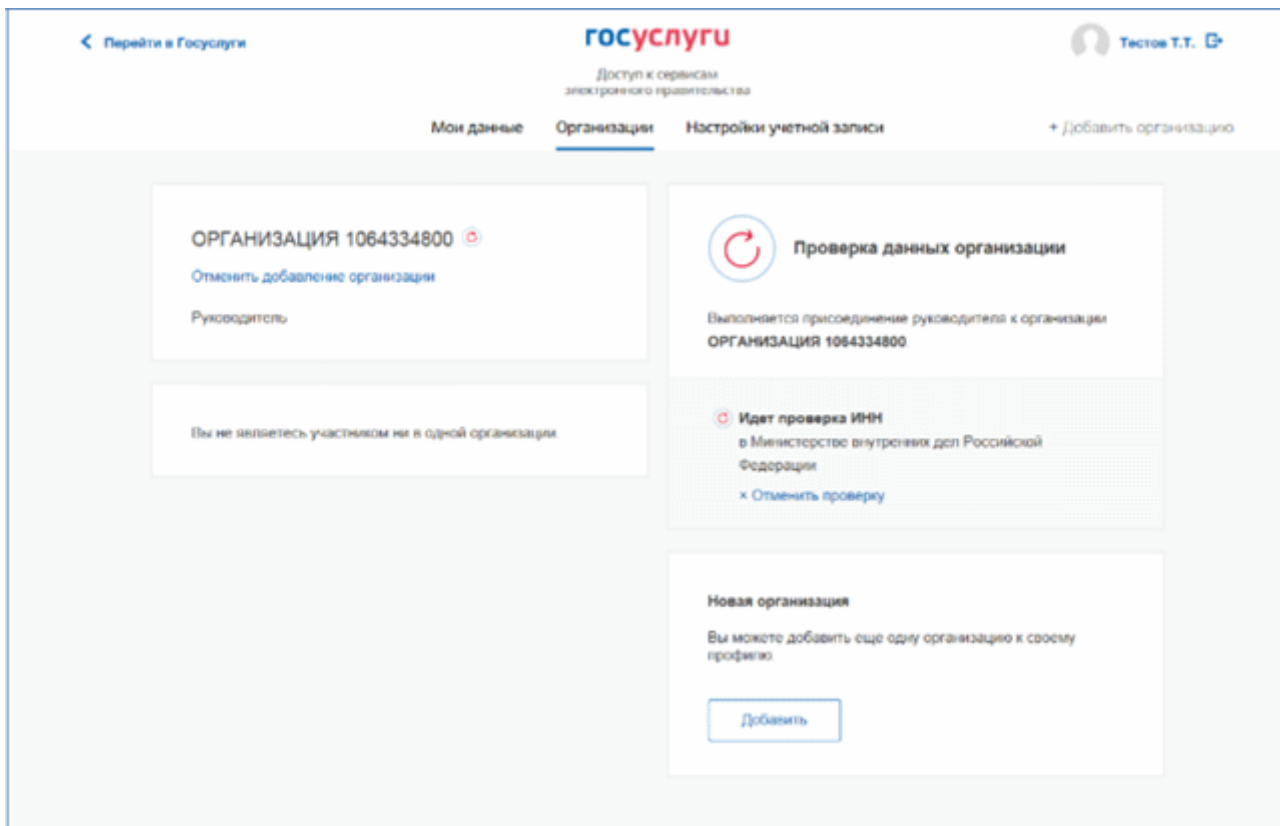 Перейти в Госуслуги
госуслуги
Тестов Т.Т.
Доступ к сервисам
электронного правительства
Мои данные
Организации
Настройки учетной записи
+ Добавить организацию
ОРГАНИЗАЦИЯ 1064334800
Отменить добавление организации
Руководитель
Вы не являетесь участником ни в одной организации
Проверка данных организации
Выполняется присоединение руководителя к организации
ОРГАНИЗАЦИЯ 1064334800
Идет проверка ИНН
в Министерстве внутренних дел Российской
Федерации
× Отменить проверку
Новая организация
Вы можете добавить еще одну организацию к своему
профилю.
Добавить